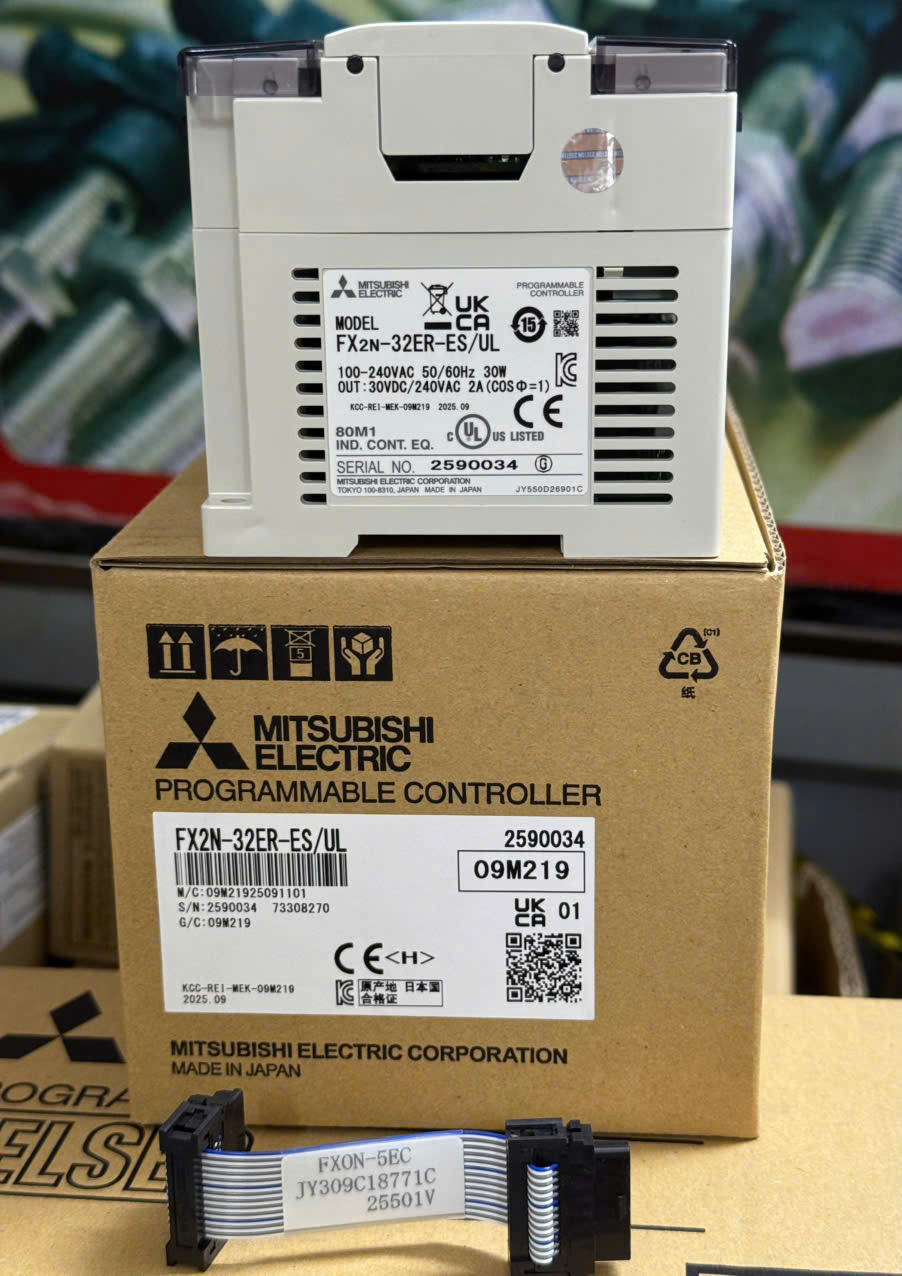 MITSUBISHI
ELECTRIC
PROGRAMMABLE
CONTROLLER
UK
CA
15
MODEL
FX2N-32ER-ES/UL
100-240VAC 50/60Hz 30W
OUT:30VDC/240VAC 2A(COSΦ=1)
KCC-REI-MEK-09M219 2025.09
CE
80M1
IND. CONT. EQ.
C UL US LISTED
SERIAL NO. 2590034 G
MITSUBISHI ELECTRIC CORPORATION
TOKYO 100-8310, JAPAN MADE IN JAPAN
JY550D26901C
5
CB
(C1)
纸
MITSUBISHI
ELECTRIC
PROGRAMMABLE CONTROLLER
FX2N-32ER-ES/UL
2590034
M/C:09M21925091101
09M219
S/N:2590034 73308270
G/C:09M219
UK
CA 01
CE<H>
KCC-REI-MEK-09M219
2025.09
原产地 日本国
合格证
MITSUBISHI ELECTRIC CORPORATION
MADE IN JAPAN
FX0N-5EC
JY309C18771C
25501V